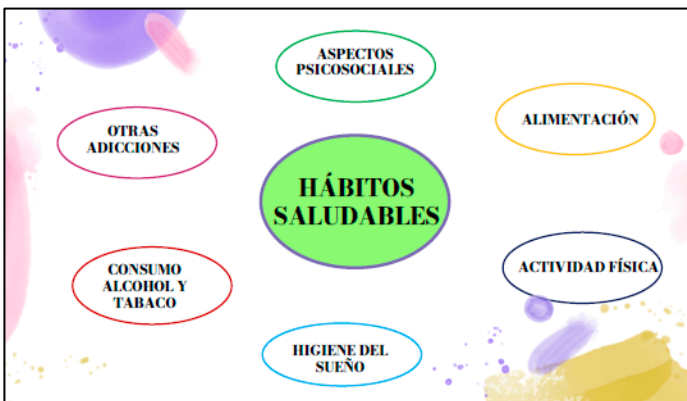 ASPECTOS
PSICOSOCIALES
ALIMENTACIÓN
OTRAS
ADICCIONES
HÁBITOS
SALUDABLES
ACTIVIDAD FÍSICA
CONSUMO
ALCOHOL Y
TABACO
HIGIENE DEL
SUEÑO